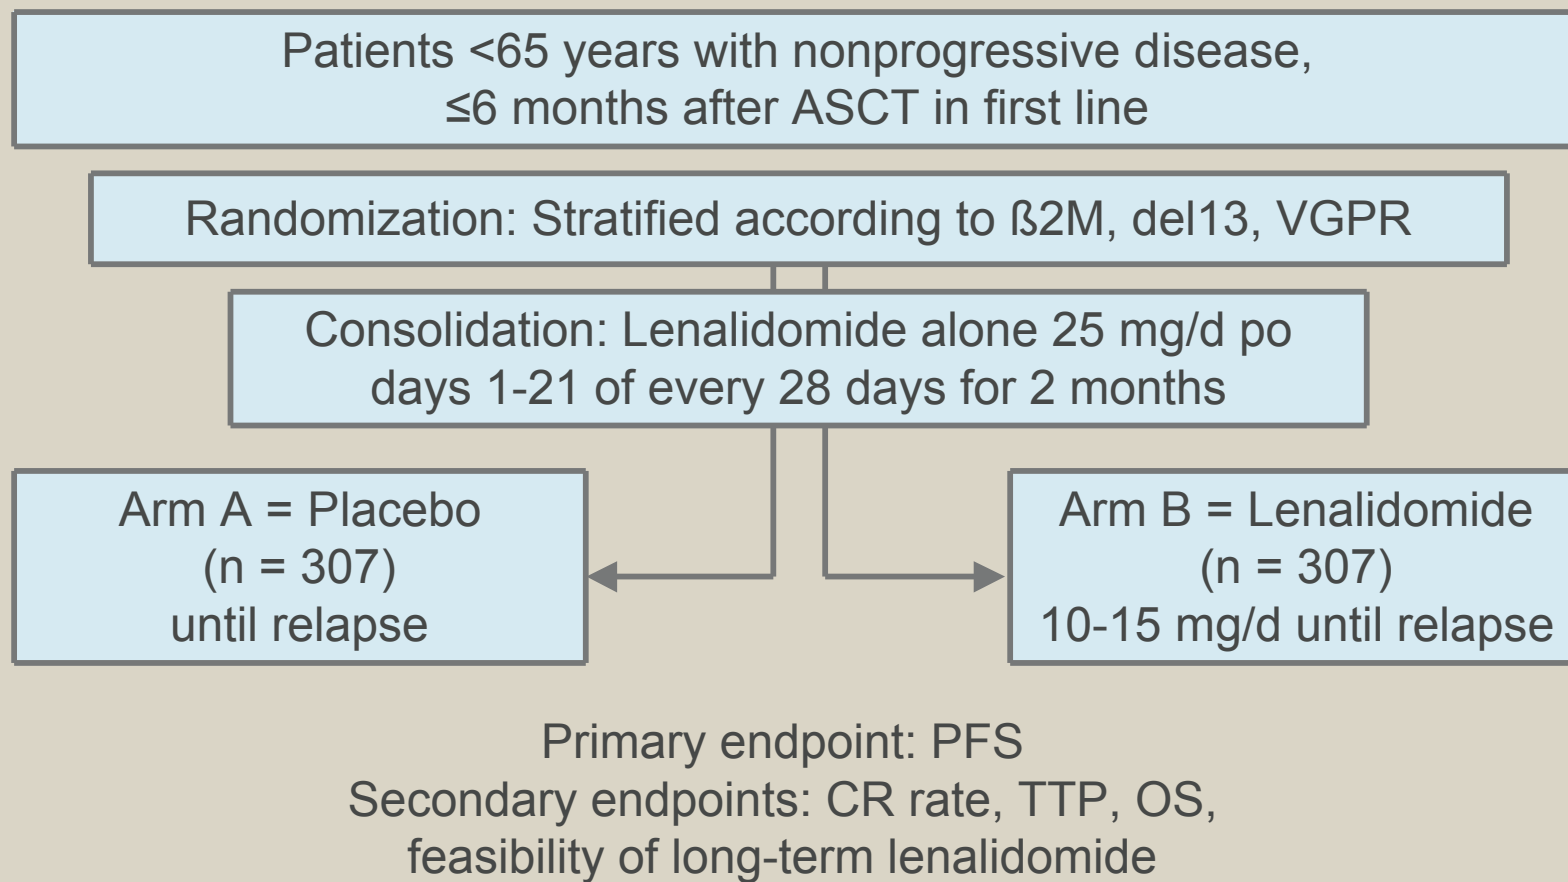 Patients <65 years with nonprogressive disease,
≤6 months after ASCT in first line
Randomization: Stratified according to ß2M, del13, VGPR
Consolidation: Lenalidomide alone 25 mg/d po
days 1-21 of every 28 days for 2 months
Arm A = Placebo
(n = 307)
until relapse
Arm B = Lenalidomide
(n = 307)
10-15 mg/d until relapse
Primary endpoint: PFS
Secondary endpoints: CR rate, TTP, OS,
feasibility of long-term lenalidomide